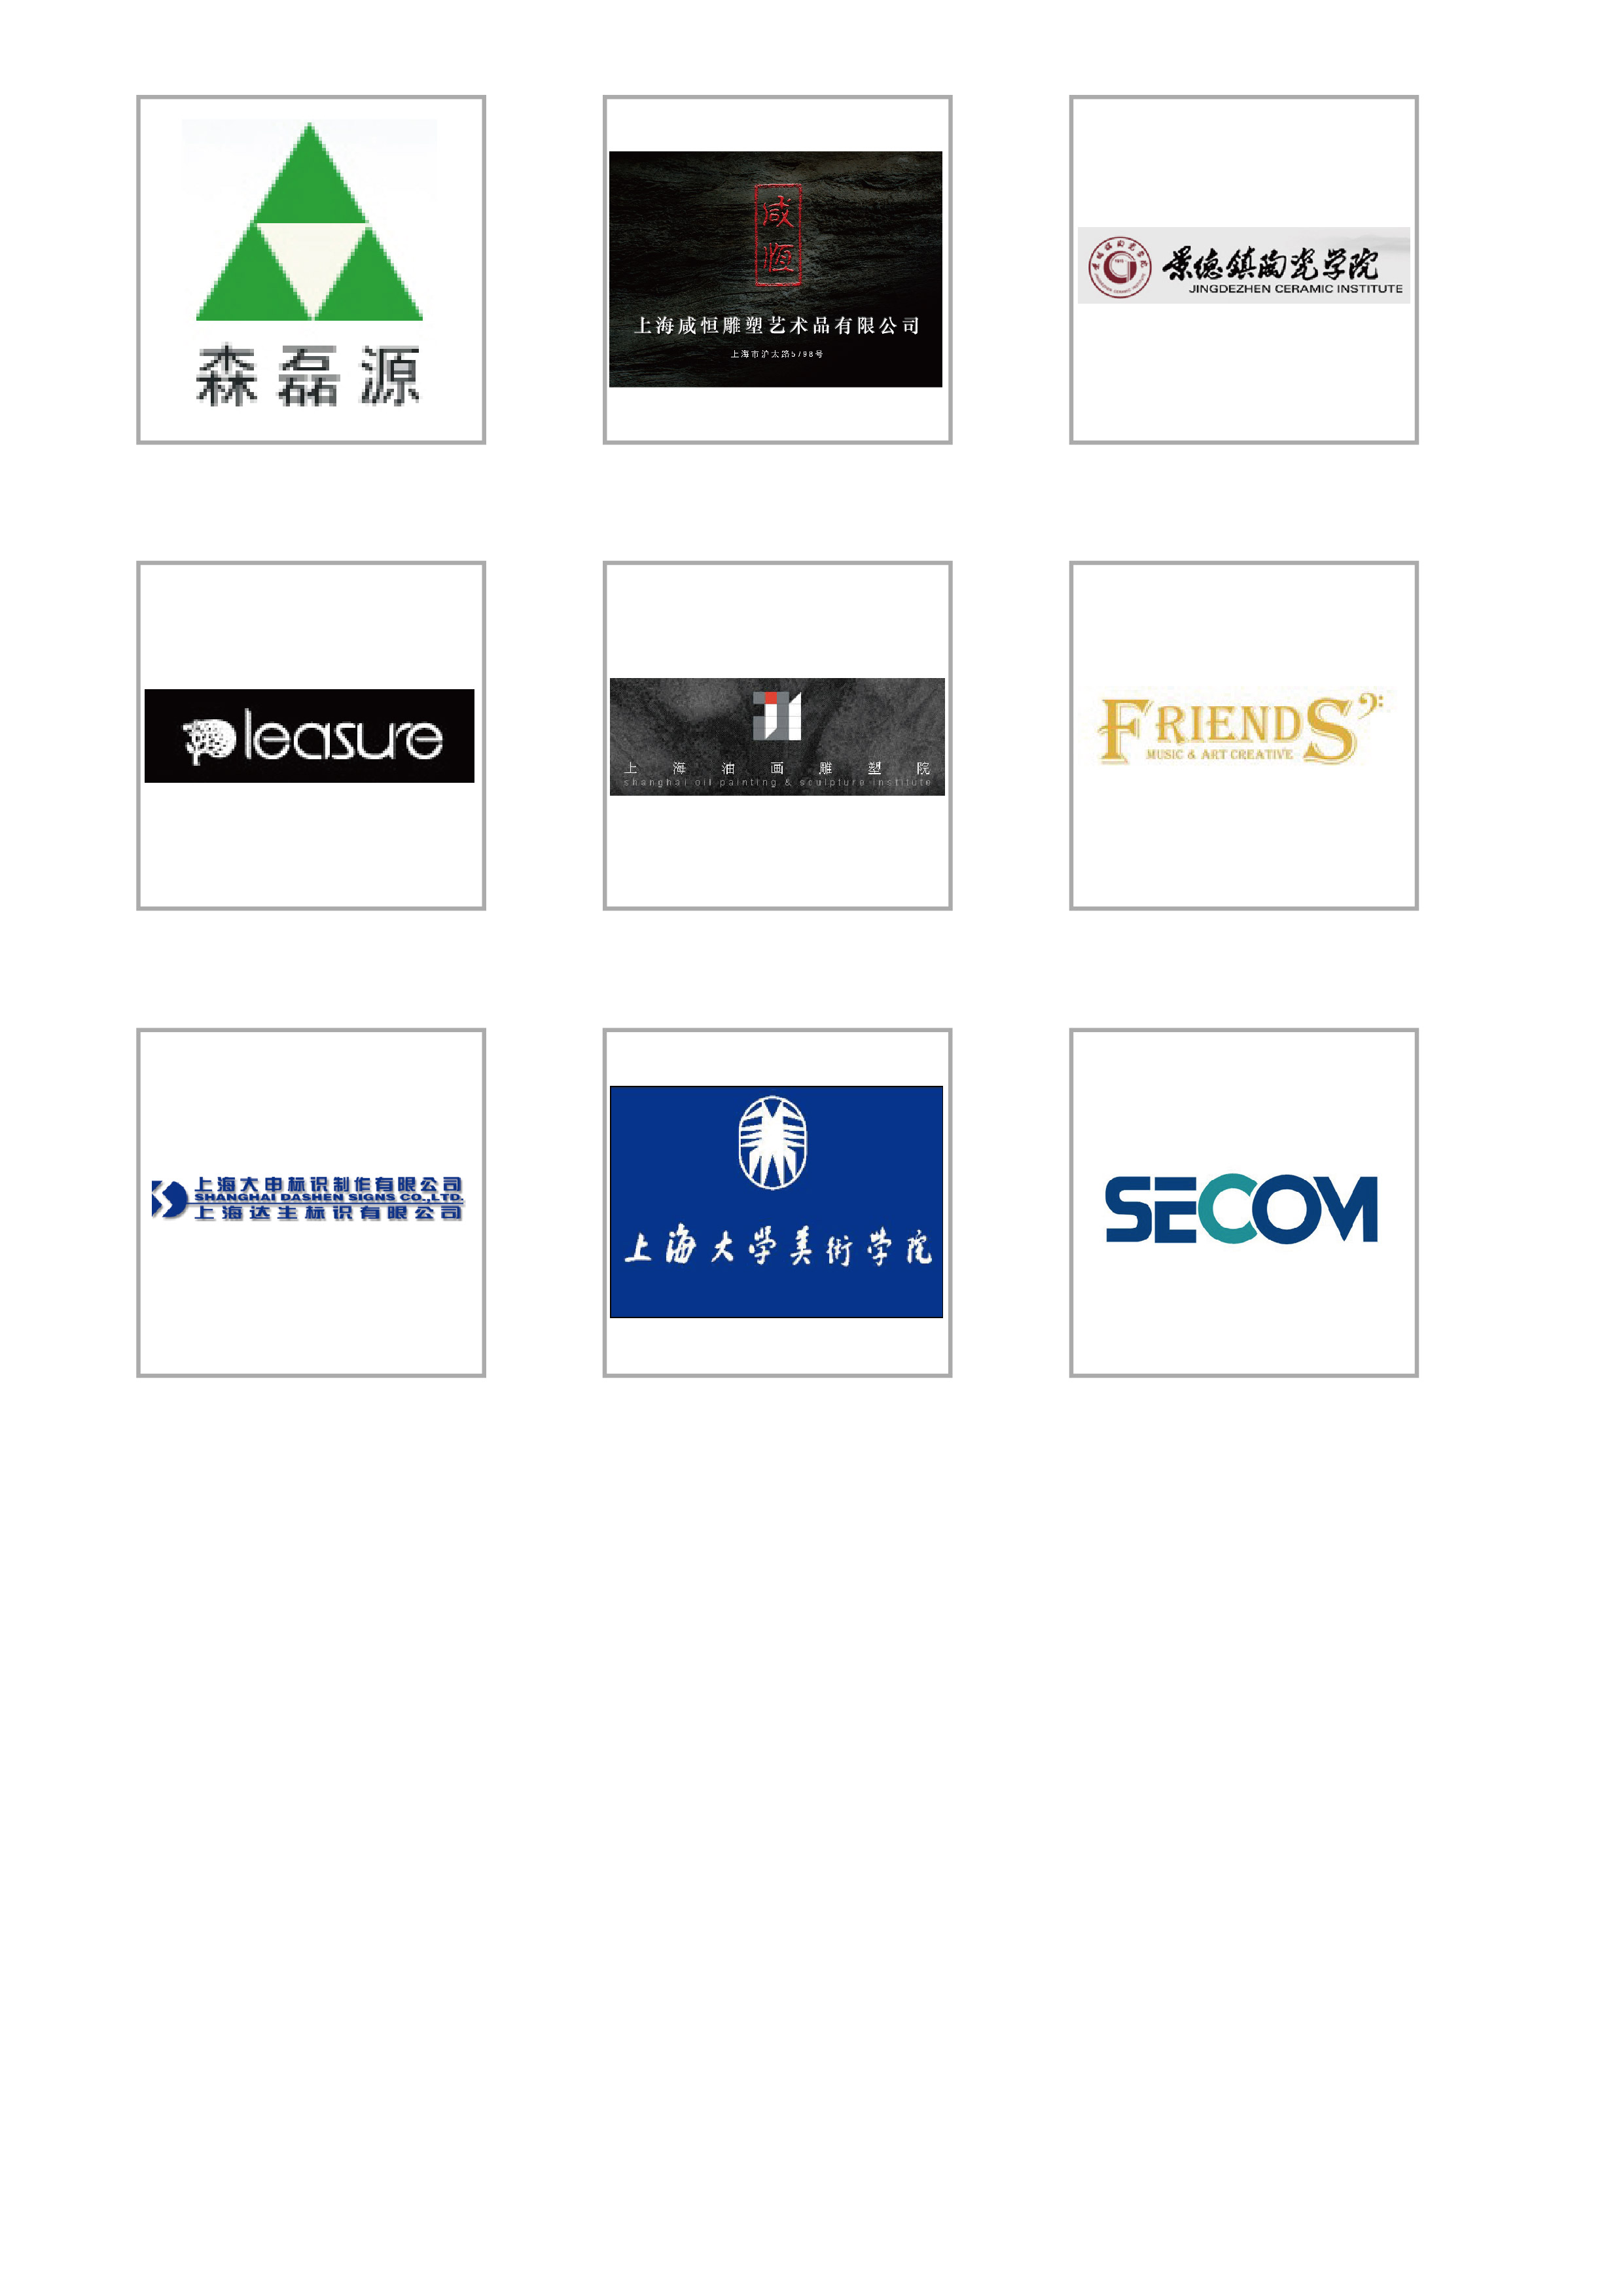 森磊源
咸
恒
上海咸恒雕塑艺术品有限公司
上海市沪太路5798号
景德镇陶瓷学院
JINGDEZHEN CERAMIC INSTITUTE
Pleasure
上海油画雕塑院
shanghai oil painting & sculpture institute
FRIENDS
MUSIC & ART CREATIVE
上海大申标识制作有限公司
SHANGHAI DASHEN SIGNS CO.,LTD.
上海达生标识有限公司
上海大学美術学院
SECOM